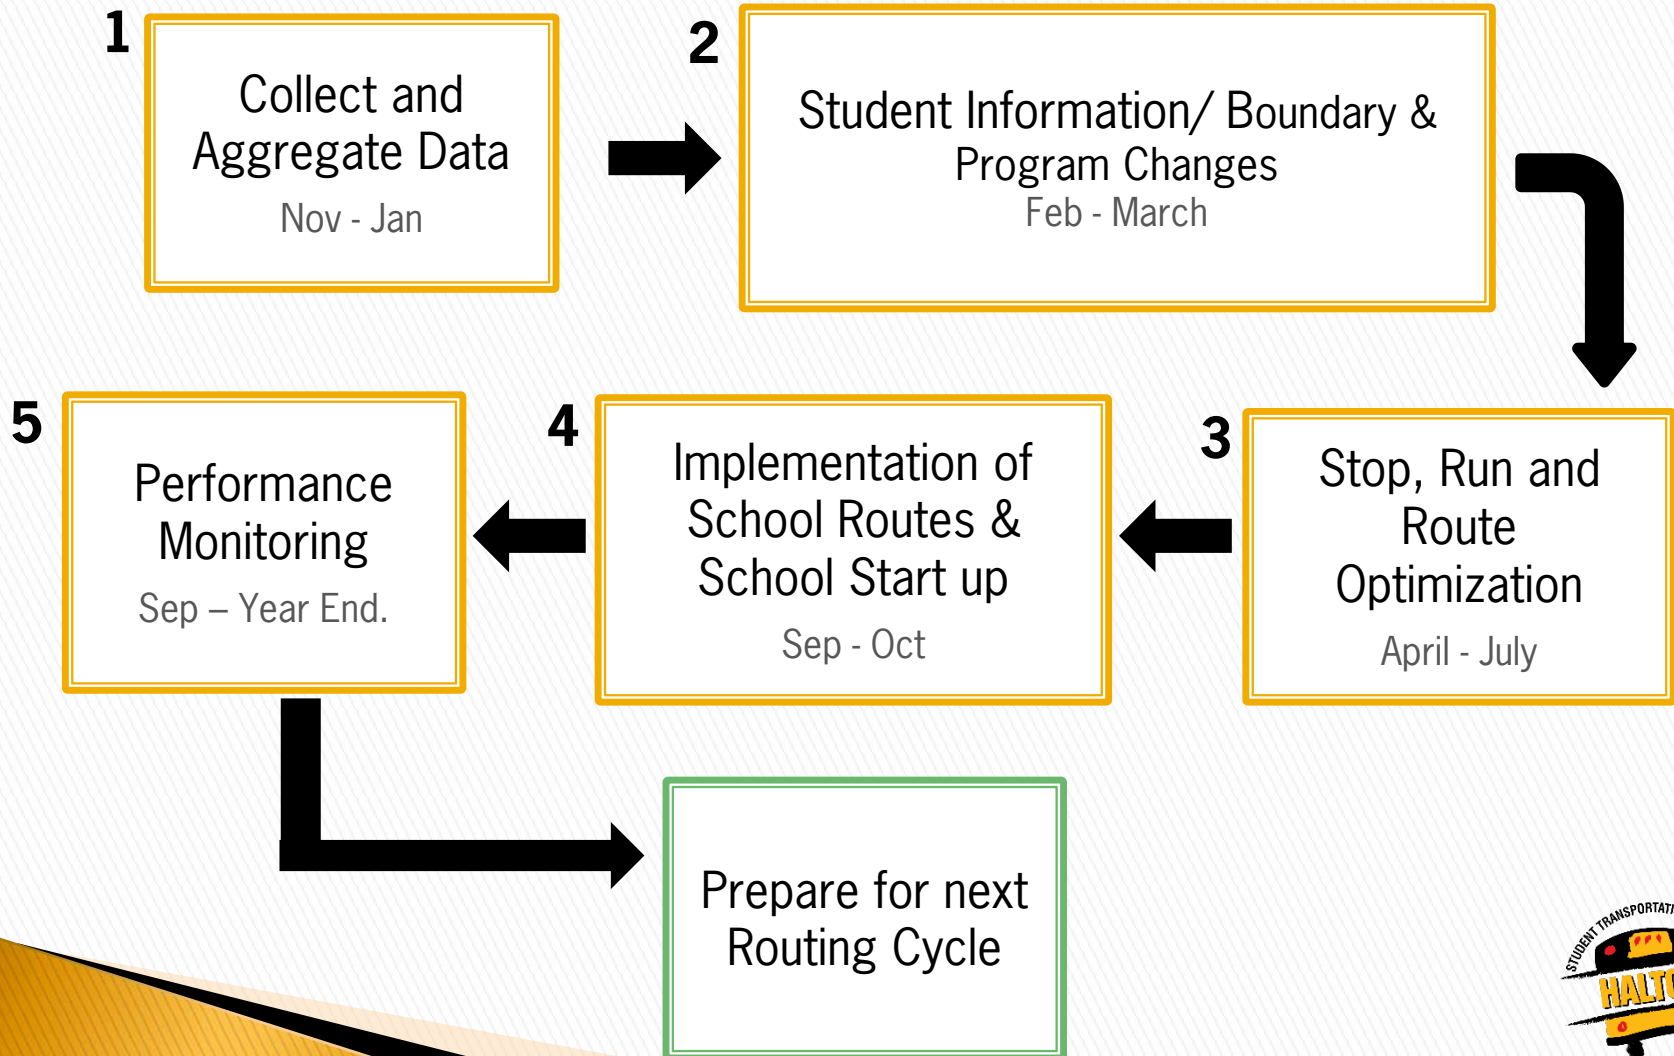 1
Collect and
Aggregate Data
Nov - Jan
2
Student Information/ Boundary &
Program Changes
Feb - March
3
Stop, Run and
Route
Optimization
April - July
4
Implementation of
School Routes &
School Start up
Sep - Oct
5
Performance
Monitoring
Sep – Year End.
Prepare for next
Routing Cycle
STUDENT